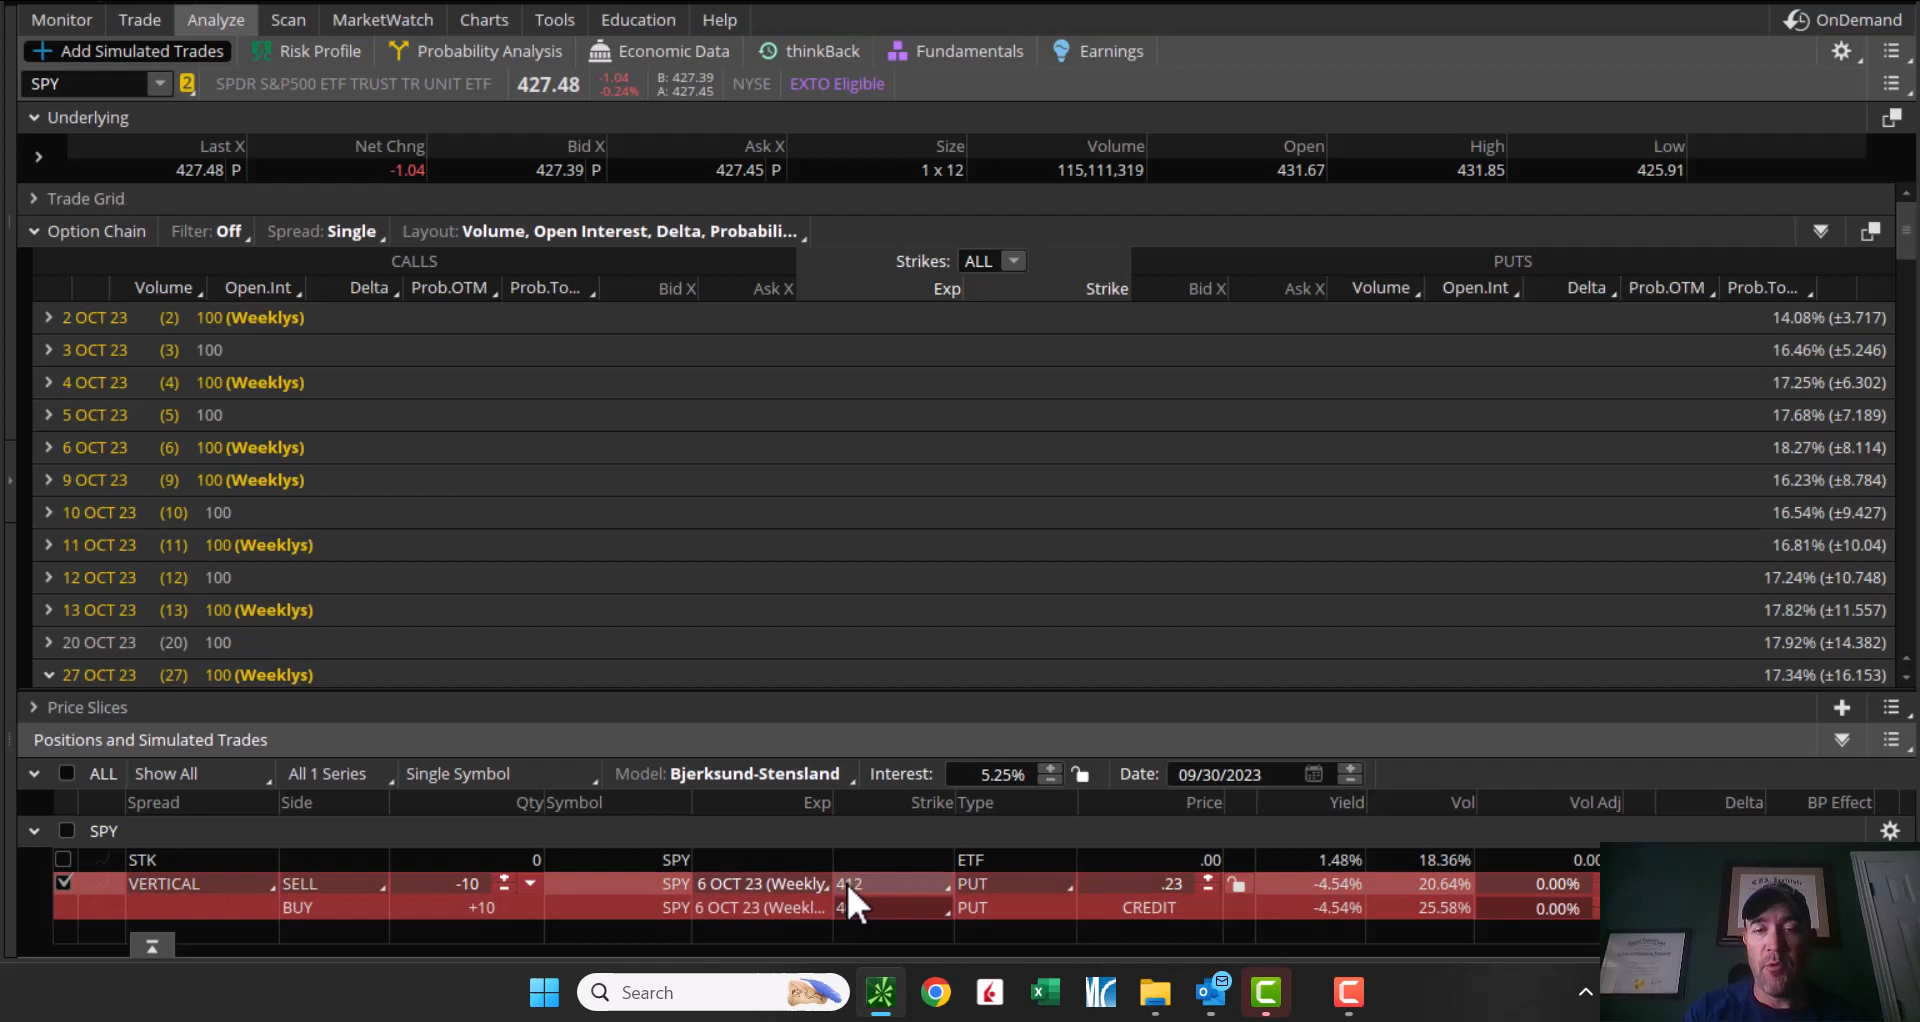 Monitor Trade Analyze Scan MarketWatch Charts Tools Education Help OnDemand
Add Simulated Trades Risk Profile Probability Analysis Economic Data thinkBack Fundamentals Earnings
SPY 2 SPDR S&P500 ETF TRUST TR UNIT ETF 427.48 -1.04 -0.24% B: 427.39 A: 427.45 NYSE EXTO Eligible
Underlying
Last X Net Chng Bid X Ask X Size Volume Open High Low
427.48 P -1.04 427.39 P 427.45 P 1 x 12 115,111,319 431.67 431.85 425.91
Trade Grid
Option Chain Filter: Off Spread: Single Layout: Volume, Open Interest, Delta, Probabili...
CALLS Strikes: ALL PUTS
Volume Open.Int Delta Prob.OTM Prob.To... Bid X Ask X Exp Strike Bid X Ask X Volume Open.Int Delta Prob.OTM Prob.To...
2 OCT 23 (2) 100 (Weeklys) 14.08% (±3.717)
3 OCT 23 (3) 100 16.46% (±5.246)
4 OCT 23 (4) 100 (Weeklys) 17.25% (±6.302)
5 OCT 23 (5) 100 17.68% (±7.189)
6 OCT 23 (6) 100 (Weeklys) 18.27% (±8.114)
9 OCT 23 (9) 100 (Weeklys) 16.23% (±8.784)
10 OCT 23 (10) 100 16.54% (±9.427)
11 OCT 23 (11) 100 (Weeklys) 16.81% (±10.04)
12 OCT 23 (12) 100 17.24% (±10.748)
13 OCT 23 (13) 100 (Weeklys) 17.82% (±11.557)
20 OCT 23 (20) 100 17.92% (±14.382)
27 OCT 23 (27) 100 (Weeklys) 17.34% (±16.153)
Price Slices
Positions and Simulated Trades
ALL Show All All 1 Series Single Symbol Model: Bjerksund-Stensland Interest: 5.25% Date: 09/30/2023
Spread Side Qty Symbol Exp Strike Type Price Yield Vol Vol Adj Delta BP Effect
SPY
STK 0 SPY ETF .00 1.48% 18.36%
VERTICAL SELL -10 SPY 6 OCT 23 (Weekly 412 PUT .23 -4.54% 20.64% 0.00%
BUY +10 SPY 6 OCT 23 (Weekl... PUT CREDIT -4.54% 25.58% 0.00%
Search